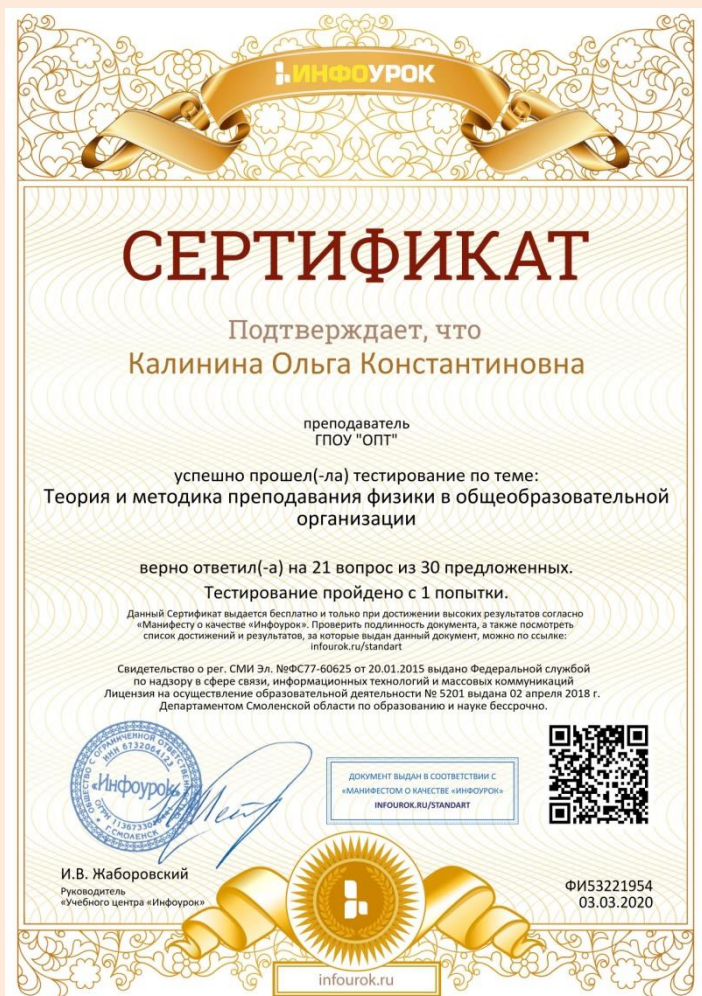 ИНФОУРОК
СЕРТИФИКАТ
Подтверждает, что
Калинина Ольга Константиновна
преподаватель
ГПОУ "ОПТ"
успешно прошел(-ла) тестирование по теме:
Теория и методика преподавания физики в общеобразовательной
организации
верно ответил(-а) на 21 вопрос из 30 предложенных.
Тестирование пройдено с 1 попытки.
Данный Сертификат выдается бесплатно и только при достижении высоких результатов согласно
«Манифесту о качестве «Инфоурок». Проверить подлинность документа, а также посмотреть
список достижений и результатов, за которые выдан данный документ, можно по ссылке:
infourok.ru/standart
Свидетельство о рег. СМИ Эл. №ФС77-60625 от 20.01.2015 выдано Федеральной службой
по надзору в сфере связи, информационных технологий и массовых коммуникаций
Лицензия на осуществление образовательной деятельности № 5201 выдана 02 апреля 2018 г.
Департаментом Смоленской области по образованию и науке бессрочно.
ОБЩЕСТВО С ОГРАНИЧЕННОЙ
ИНН 6732064123
«Инфоурок»
Г.СМОЛЕНСК
ДОКУМЕНТ ВЫДАН В СООТВЕТСТВИИ С
«МАНИФЕСТОМ О КАЧЕСТВЕ «ИНФОУРОК»
INFOUROK.RU/STANDART
И.В. Жаборовский
Руководитель
«Учебного центра «Инфоурок»
ФИ53221954
03.03.2020
infourok.ru